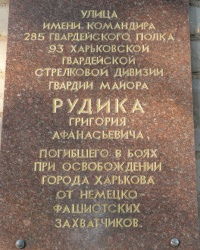 УЛИЦА
ИМЕНИ КОМАНДИРА
285 ГВАРДЕЙСКОГО ПОЛКА
93 ХАРЬКОВСКОЙ
ГВАРДЕЙСКОЙ
СТРЕЛКОВОЙ ДИВИЗИИ
ГВАРДИИ МАЙОРА
РУДИКА
ГРИГОРИЯ
АФАНАСЬЕВИЧА,
ПОГИБШЕГО В БОЯХ
ПРИ ОСВОБОЖДЕНИИ
ГОРОДА ХАРЬКОВА
ОТ НЕМЕЦКО-
ФАШИСТСКИХ
ЗАХВАТЧИКОВ.